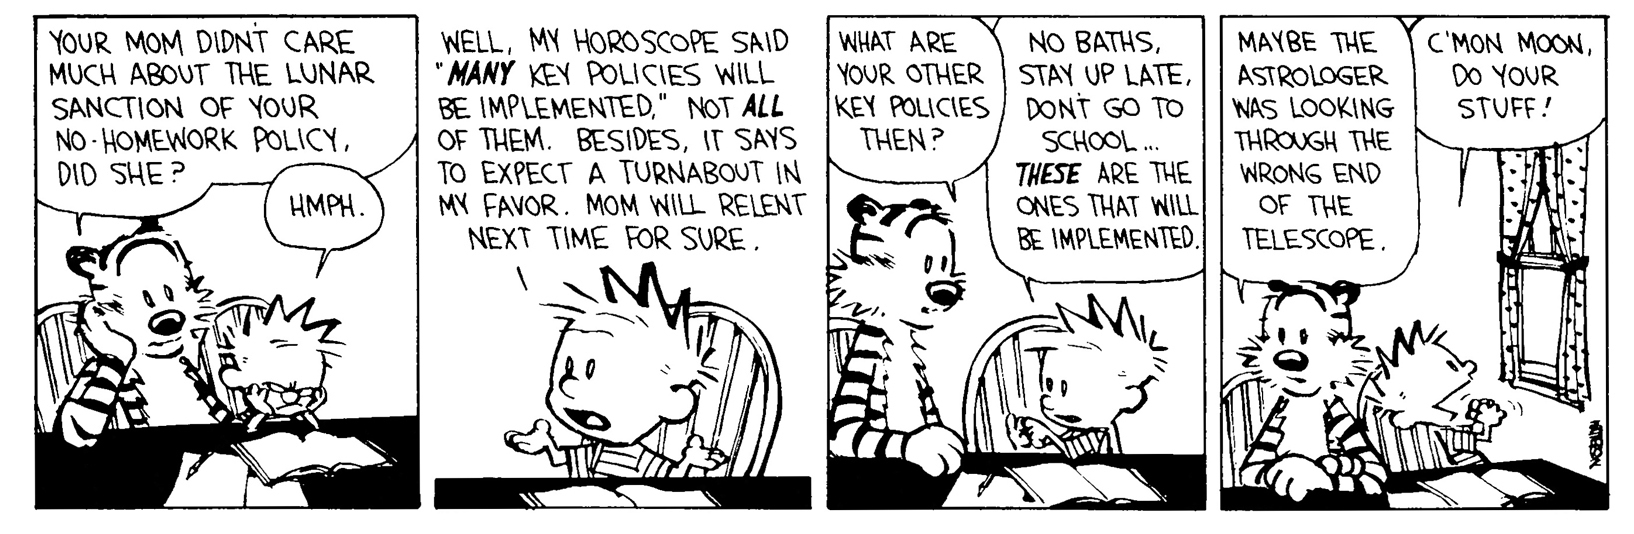 YOUR MOM DIDN'T CARE
MUCH ABOUT THE LUNAR
SANCTION OF YOUR
NO-HOMEWORK POLICY,
DID SHE?
HMPH.
WELL, MY HOROSCOPE SAID
"MANY KEY POLICIES WILL
BE IMPLEMENTED," NOT ALL
OF THEM. BESIDES, IT SAYS
TO EXPECT A TURNABOUT IN
MY FAVOR. MOM WILL RELENT
NEXT TIME FOR SURE.
WHAT ARE
YOUR OTHER
KEY POLICIES
THEN?
NO BATHS,
STAY UP LATE,
DON'T GO TO
SCHOOL...
THESE ARE THE
ONES THAT WILL
BE IMPLEMENTED.
MAYBE THE
ASTROLOGER
WAS LOOKING
THROUGH THE
WRONG END
OF THE
TELESCOPE.
C'MON MOON,
DO YOUR
STUFF!
WATTERSON